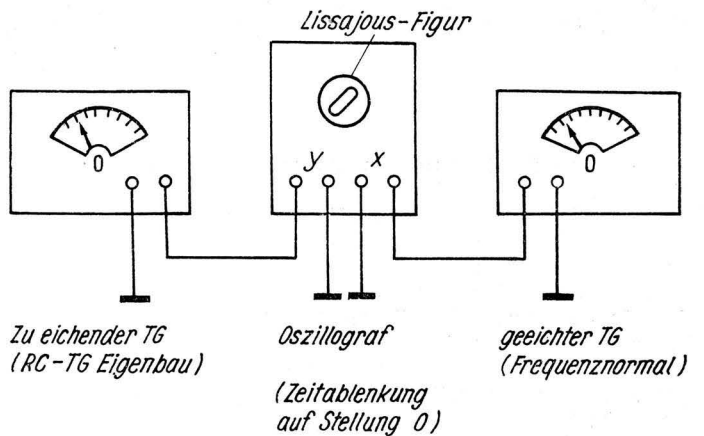 Lissajous-Figur
0
y x
0
Zu eichender TG
(RC-TG Eigenbau)
Oszillograf
(Zeitablenkung
auf Stellung 0)
geeichter TG
(Frequenznormal)